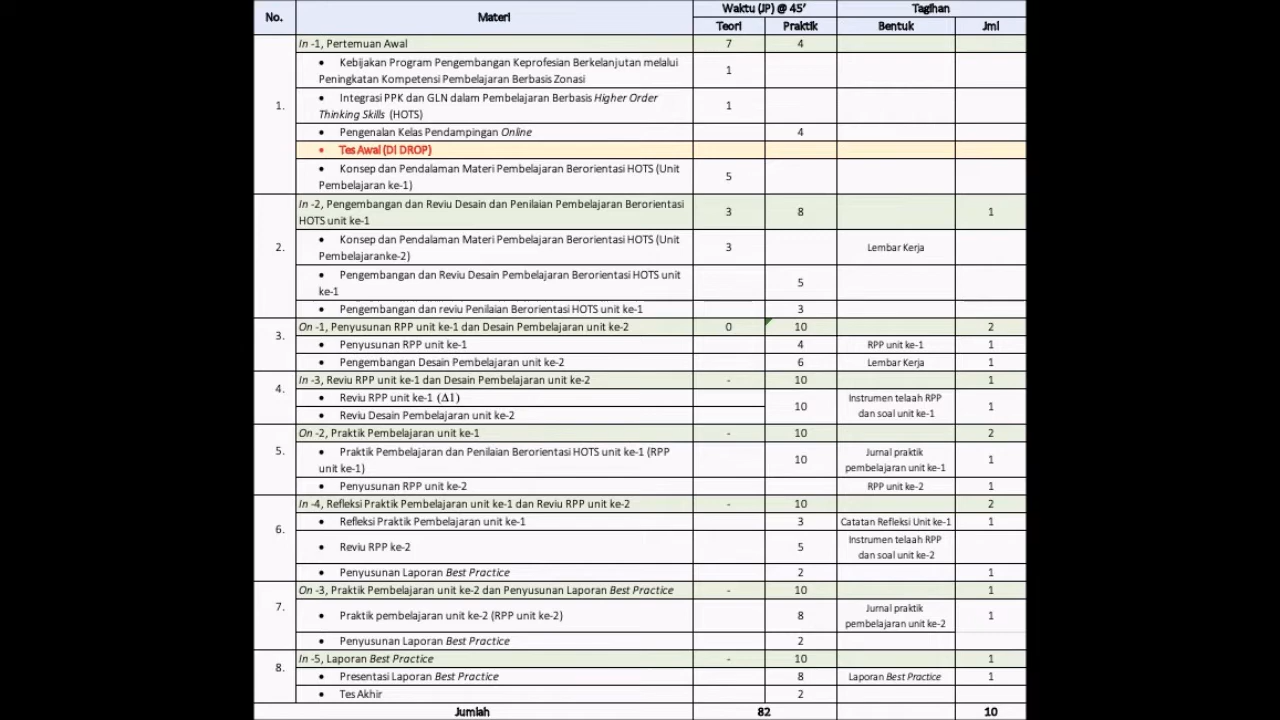 No. Materi Waktu (JP) @ 45' Tagihan
Teori Praktik Bentuk Jml
1.
In -1, Pertemuan Awal 7 4
• Kebijakan Program Pengembangan Keprofesian Berkelanjutan melalui
Peningkatan Kompetensi Pembelajaran Berbasis Zonasi 1
• Integrasi PPK dan GLN dalam Pembelajaran Berbasis Higher Order
Thinking Skills (HOTS) 1
• Pengenalan Kelas Pendampingan Online 4
• Tes Awal (DI DROP)
• Konsep dan Pendalaman Materi Pembelajaran Berorientasi HOTS (Unit
Pembelajaran ke-1) 5
2.
In -2, Pengembangan dan Reviu Desain dan Penilaian Pembelajaran Berorientasi
HOTS unit ke-1 3 8 1
• Konsep dan Pendalaman Materi Pembelajaran Berorientasi HOTS (Unit
Pembelajaranke-2) 3 Lembar Kerja
• Pengembangan dan Reviu Desain Pembelajaran Berorientasi HOTS unit
ke-1 5
• Pengembangan dan reviu Penilaian Berorientasi HOTS unit ke-1 3
3.
On -1, Penyusunan RPP unit ke-1 dan Desain Pembelajaran unit ke-2 0 10 2
• Penyusunan RPP unit ke-1 4 RPP unit ke-1 1
• Pengembangan Desain Pembelajaran unit ke-2 6 Lembar Kerja 1
4.
In -3, Reviu RPP unit ke-1 dan Desain Pembelajaran unit ke-2 - 10 1
• Reviu RPP unit ke-1 (Δ1)
• Reviu Desain Pembelajaran unit ke-2
10
Instrumen telaah RPP
dan soal unit ke-1
1
5.
On -2, Praktik Pembelajaran unit ke-1 - 10 2
• Praktik Pembelajaran dan Penilaian Berorientasi HOTS unit ke-1 (RPP
unit ke-1)
10
Jurnal praktik
pembelajaran unit ke-1
1
• Penyusunan RPP unit ke-2 RPP unit ke-2 1
6.
In -4, Refleksi Praktik Pembelajaran unit ke-1 dan Reviu RPP unit ke-2 - 10 2
• Refleksi Praktik Pembelajaran unit ke-1 3 Catatan Refleksi Unit ke-1 1
• Reviu RPP ke-2 5
Instrumen telaah RPP
dan soal unit ke-2
• Penyusunan Laporan Best Practice 2 1
7.
On -3, Praktik Pembelajaran unit ke-2 dan Penyusunan Laporan Best Practice - 10 1
• Praktik pembelajaran unit ke-2 (RPP unit ke-2) 8
Jurnal praktik
pembelajaran unit ke-2
1
• Penyusunan Laporan Best Practice 2
8.
In -5, Laporan Best Practice - 10 1
• Presentasi Laporan Best Practice 8 Laporan Best Practice 1
• Tes Akhir 2
Jumlah 82 10